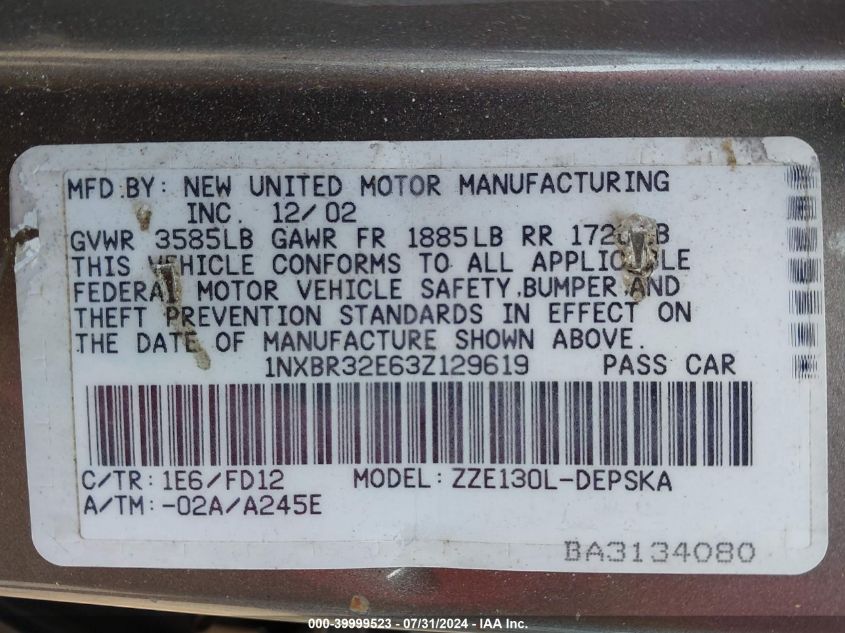 MFD.BY: NEW UNITED MOTOR MANUFACTURING
INC. 12/02
GVWR 3585LB GAWR FR 1885LB RR
THIS VEHICLE CONFORMS TO ALL APPLICABLE
FEDERAL MOTOR VEHICLE SAFETY,BUMPER,AND
THEFT PREVENTION STANDARDS IN EFFECT ON
THE DATE OF MANUFACTURE SHOWN ABOVE.
1NXBR32E63Z129619 PASS CAR
C/TR: 1E6/FD12 MODEL: ZZE130L-DEPSKA
A/TM: -02A/A245E
BA3134080
000-39999523 - 07/31/2024 - IAA Inc.